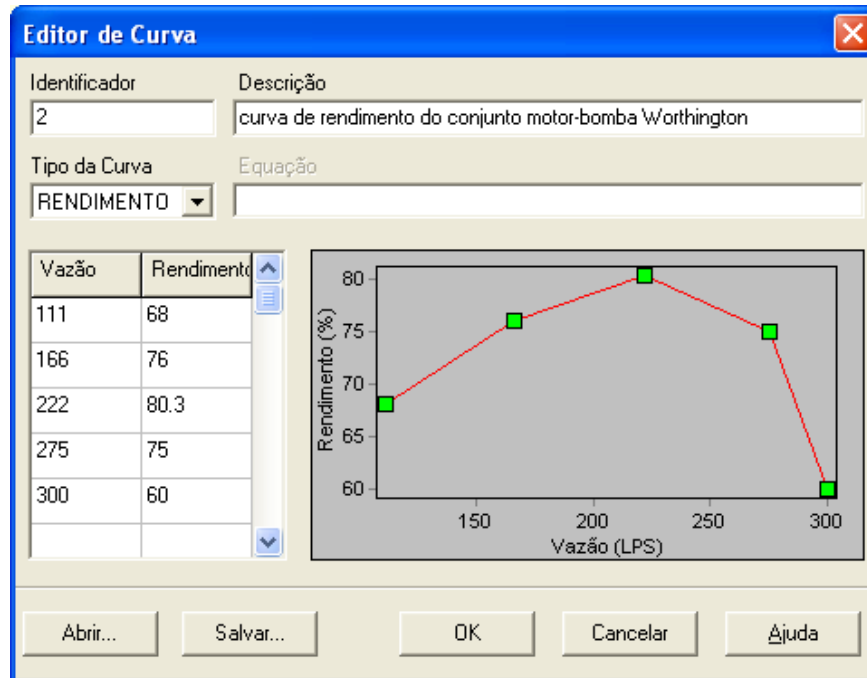 Editor de Curva
Identificador Descrição
2 curva de rendimento do conjunto motor-bomba Worthington
Tipo da Curva Equação
RENDIMENTO
Vazão Rendimento
111 68
166 76
222 80.3
275 75
300 60
80
75
70
65
60
Rendimento (%)
150 200 250 300
Vazão (LPS)
Abrir... Salvar... OK Cancelar Ajuda